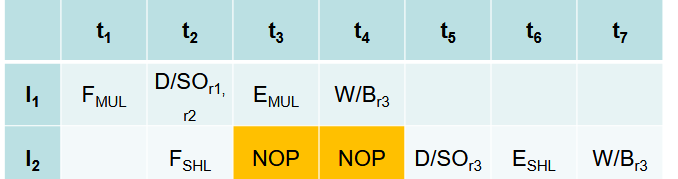 t1 t2 t3 t4 t5 t6 t7
I1 FMUL D/SOr1, r2 EMUL W/Br3
I2 FSHL NOP NOP D/SOr3 ESHL W/Br3